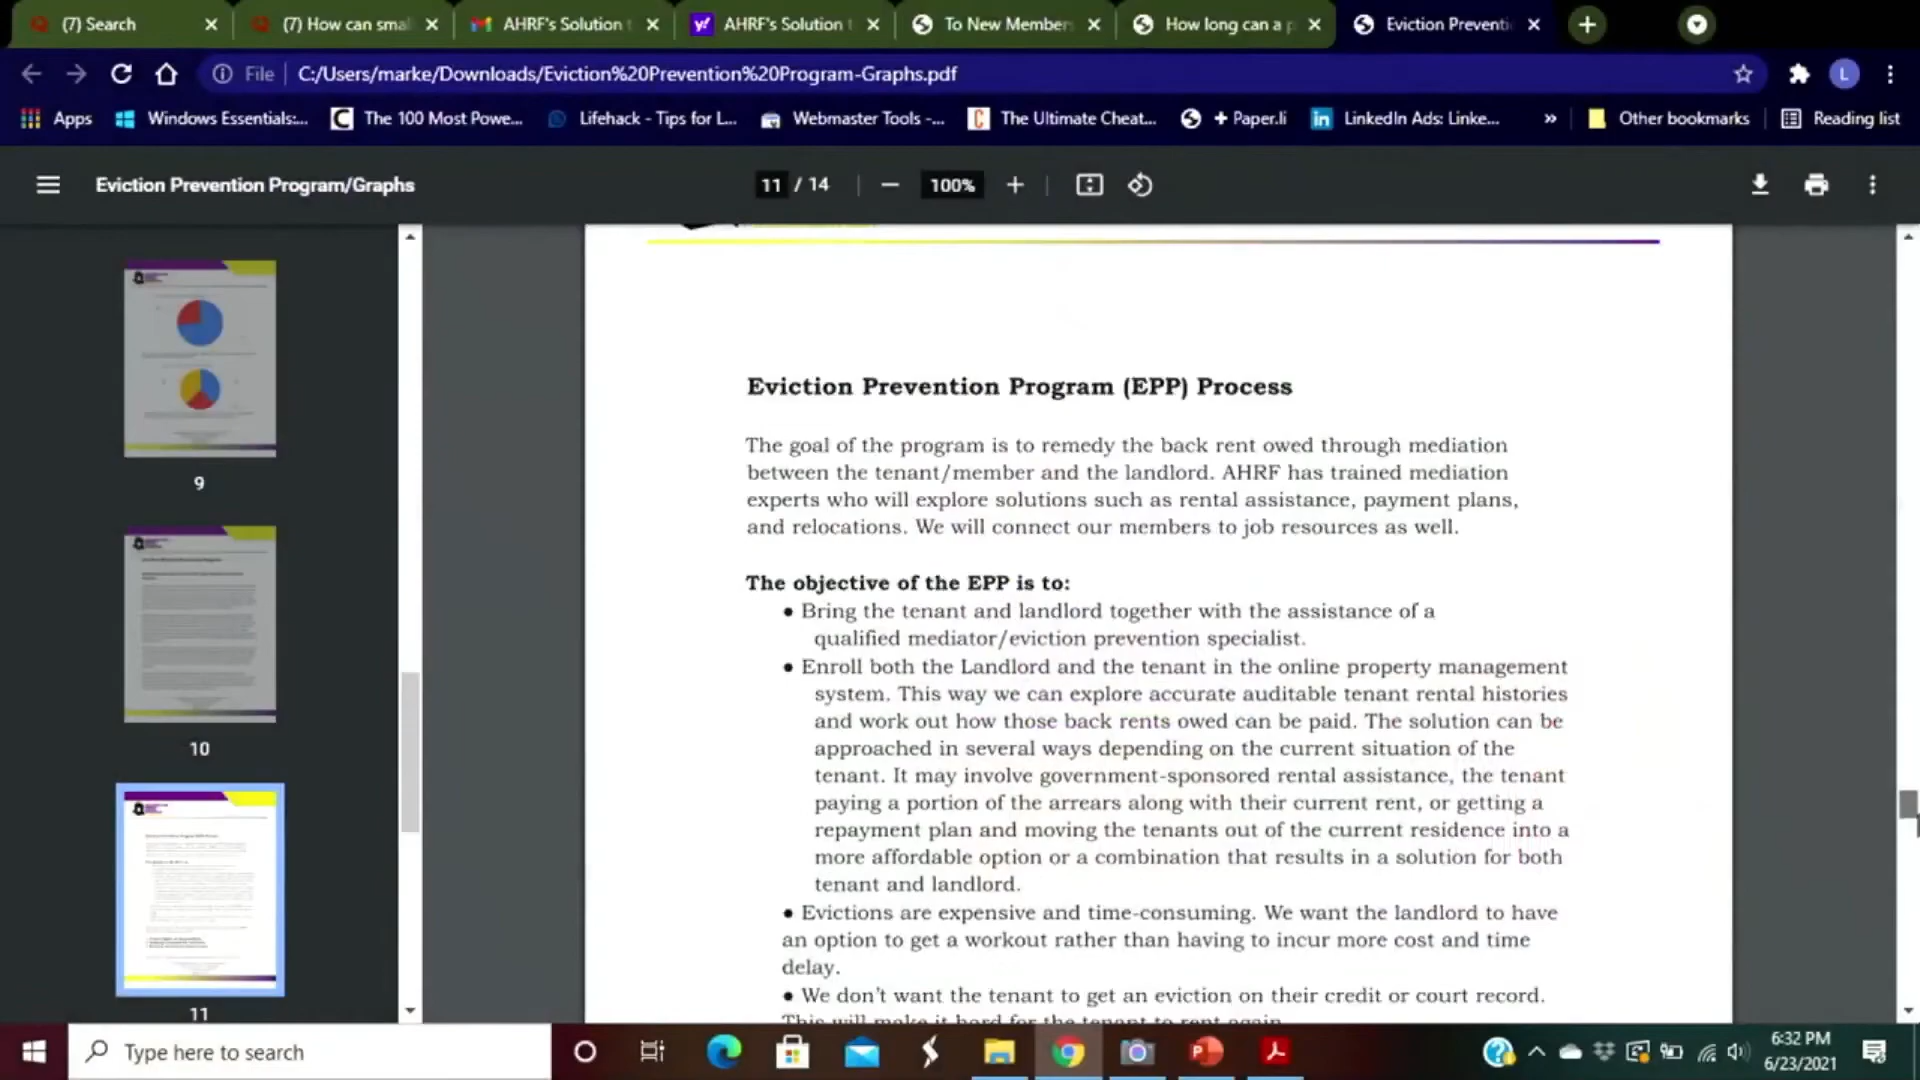 (7) Search
(7) How can smal
AHRF's Solution t
AHRF's Solution t
To New Member
How long can a p
Eviction Preventi
File
C:/Users/marke/Downloads/Eviction%20Prevention%20Program-Graphs.pdf
L
Apps
Windows Essentials:...
The 100 Most Powe...
Lifehack - Tips for L...
Webmaster Tools -...
The Ultimate Cheat...
+ Paper.li
LinkedIn Ads: Linke...
»
Other bookmarks
Reading list
Eviction Prevention Program/Graphs
11 / 14
100%
9
10
11
Eviction Prevention Program (EPP) Process
The goal of the program is to remedy the back rent owed through mediation
between the tenant/member and the landlord. AHRF has trained mediation
experts who will explore solutions such as rental assistance, payment plans,
and relocations. We will connect our members to job resources as well.
The objective of the EPP is to:
● Bring the tenant and landlord together with the assistance of a
qualified mediator/eviction prevention specialist.
● Enroll both the Landlord and the tenant in the online property management
system. This way we can explore accurate auditable tenant rental histories
and work out how those back rents owed can be paid. The solution can be
approached in several ways depending on the current situation of the
tenant. It may involve government-sponsored rental assistance, the tenant
paying a portion of the arrears along with their current rent, or getting a
repayment plan and moving the tenants out of the current residence into a
more affordable option or a combination that results in a solution for both
tenant and landlord.
● Evictions are expensive and time-consuming. We want the landlord to have
an option to get a workout rather than having to incur more cost and time
delay.
● We don't want the tenant to get an eviction on their credit or court record.
This will make it hard for the tenant to rent again
Type here to search
6:32 PM
6/23/2021